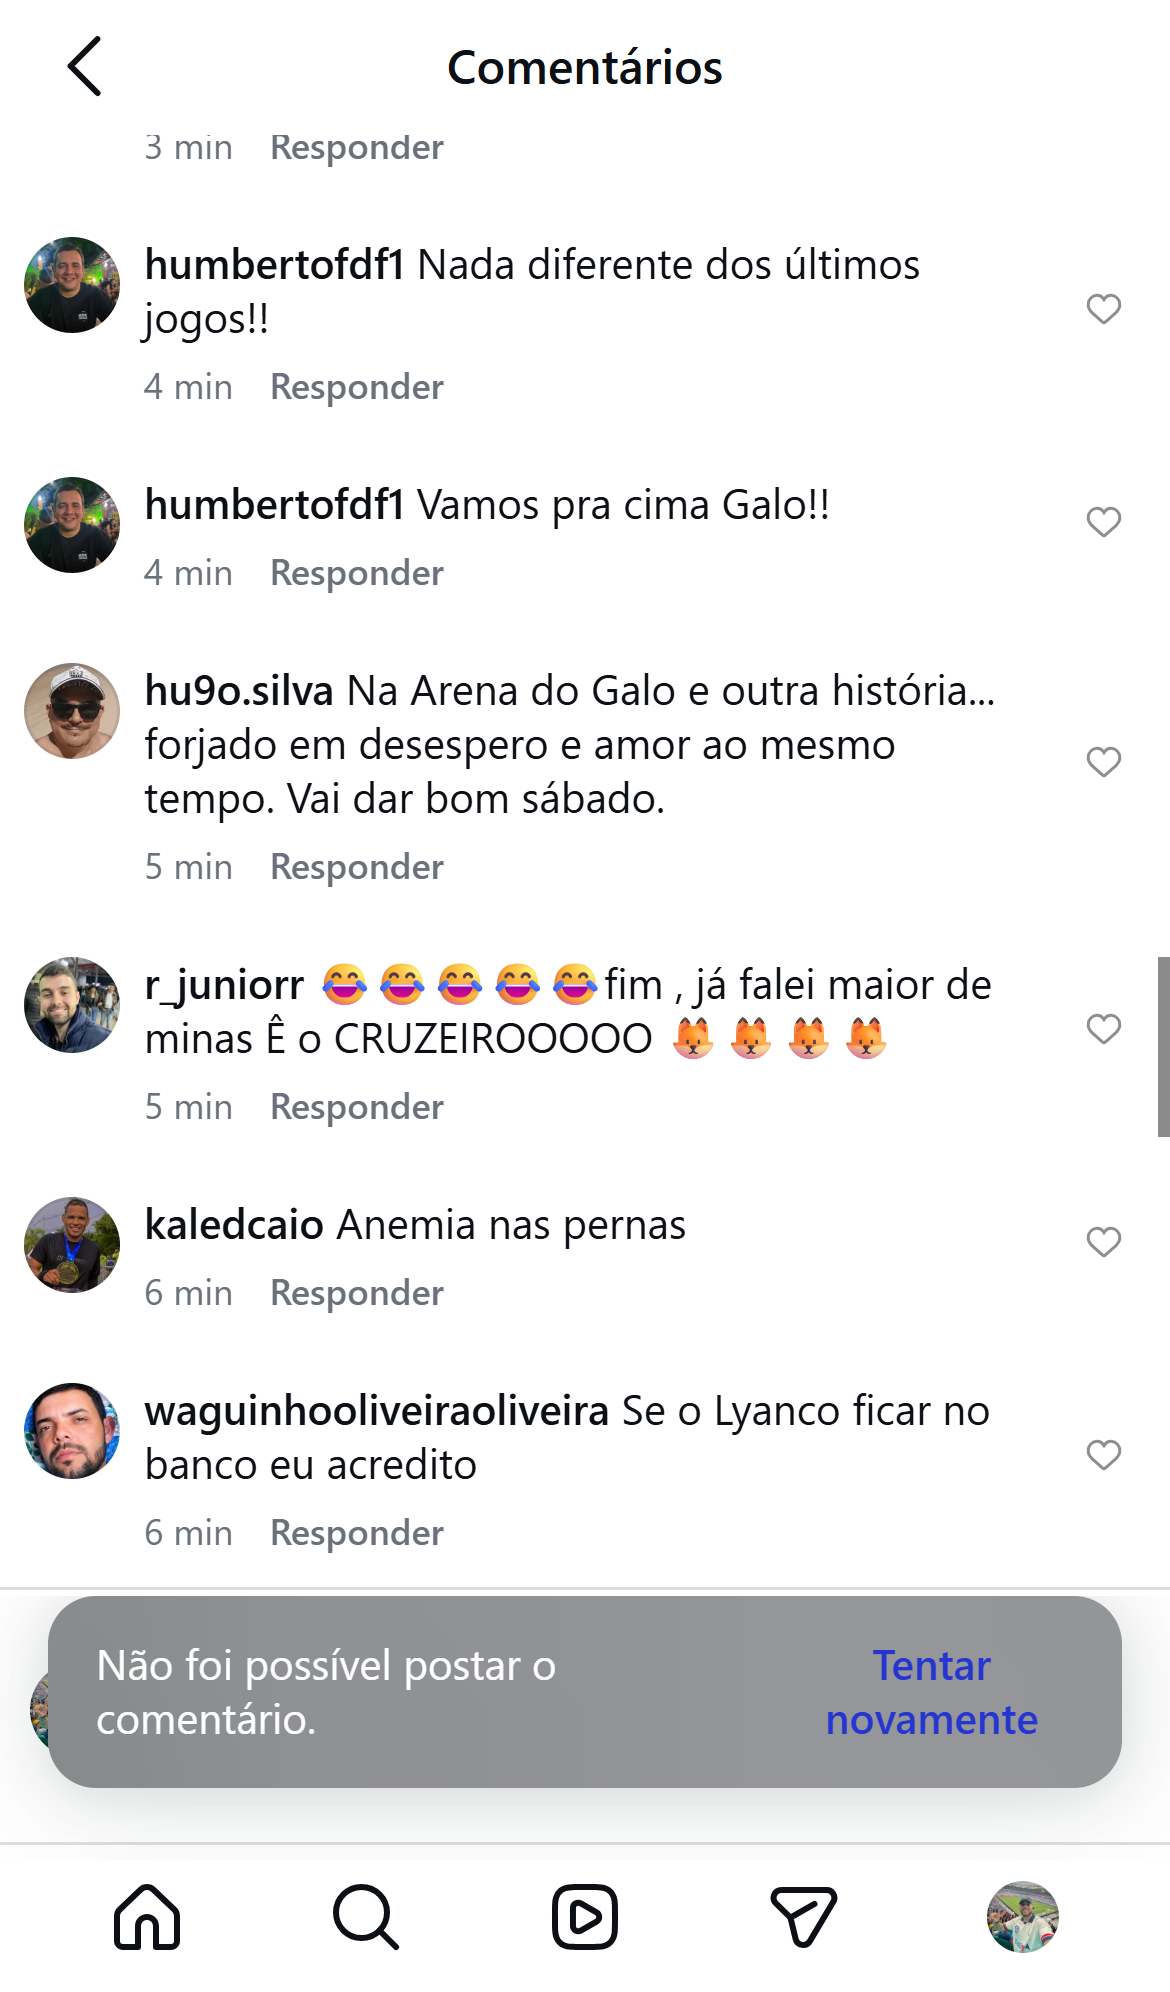 Comentários
3 min Responder
humbertofdf1 Nada diferente dos últimos
jogos!!
4 min Responder
humbertofdf1 Vamos pra cima Galo!!
4 min Responder
hu9o.silva Na Arena do Galo e outra história...
forjado em desespero e amor ao mesmo
tempo. Vai dar bom sábado.
5 min Responder
r_juniorr 😂😂😂😂😂fim , já falei maior de
minas Ê o CRUZEIROOOOO 🦊🦊🦊🦊
5 min Responder
kaledcaio Anemia nas pernas
6 min Responder
waguinhooliveiraoliveira Se o Lyanco ficar no
banco eu acredito
6 min Responder
Não foi possível postar o
comentário.
Tentar
novamente